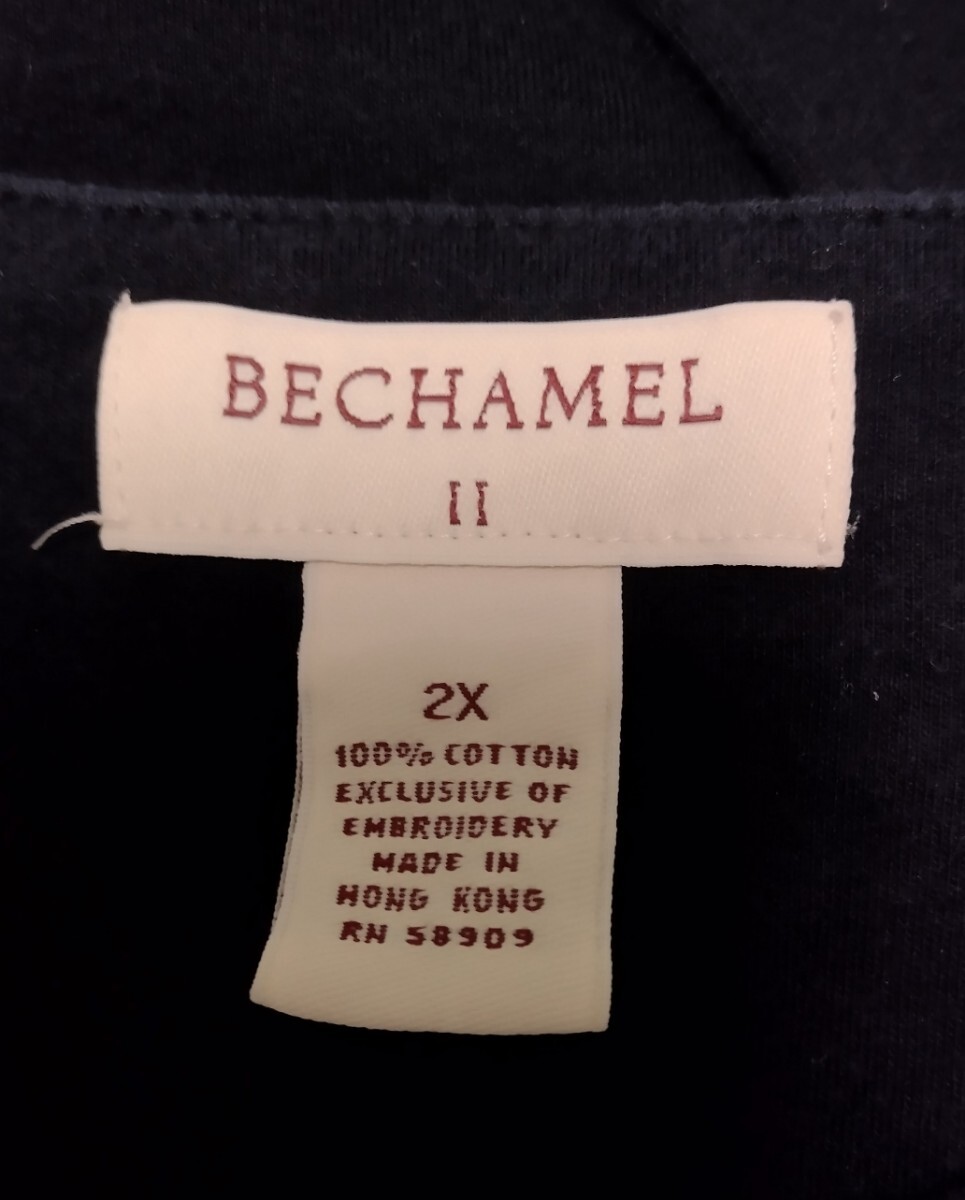 BECHAMEL
II
2X
100% COTTON
EXCLUSIVE OF
EMBROIDERY
MADE IN
HONG KONG
RN 58909